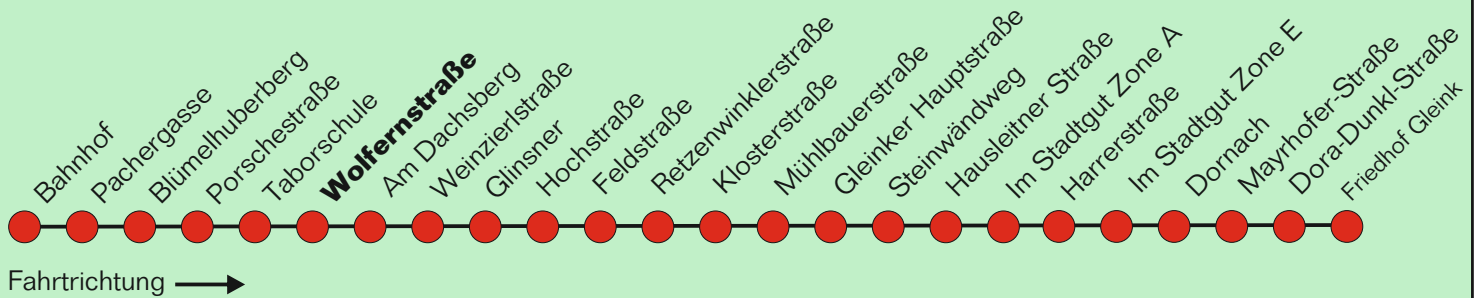 Bahnhof
Pachergasse
Blümelhuberberg
Porschestraße
Taborschule
Wolfernstraße
Am Dachsberg
Weinzierlstraße
Glinsner
Hochstraße
Feldstraße
Retzenwinklerstraße
Klosterstraße
Mühlbauerstraße
Gleinker Hauptstraße
Steinwändweg
Hausleitner Straße
Im Stadtgut Zone A
Harrerstraße
Im Stadtgut Zone E
Dornach
Mayrhofer-Straße
Dora-Dunkl-Straße
Friedhof Gleink
Fahrtrichtung